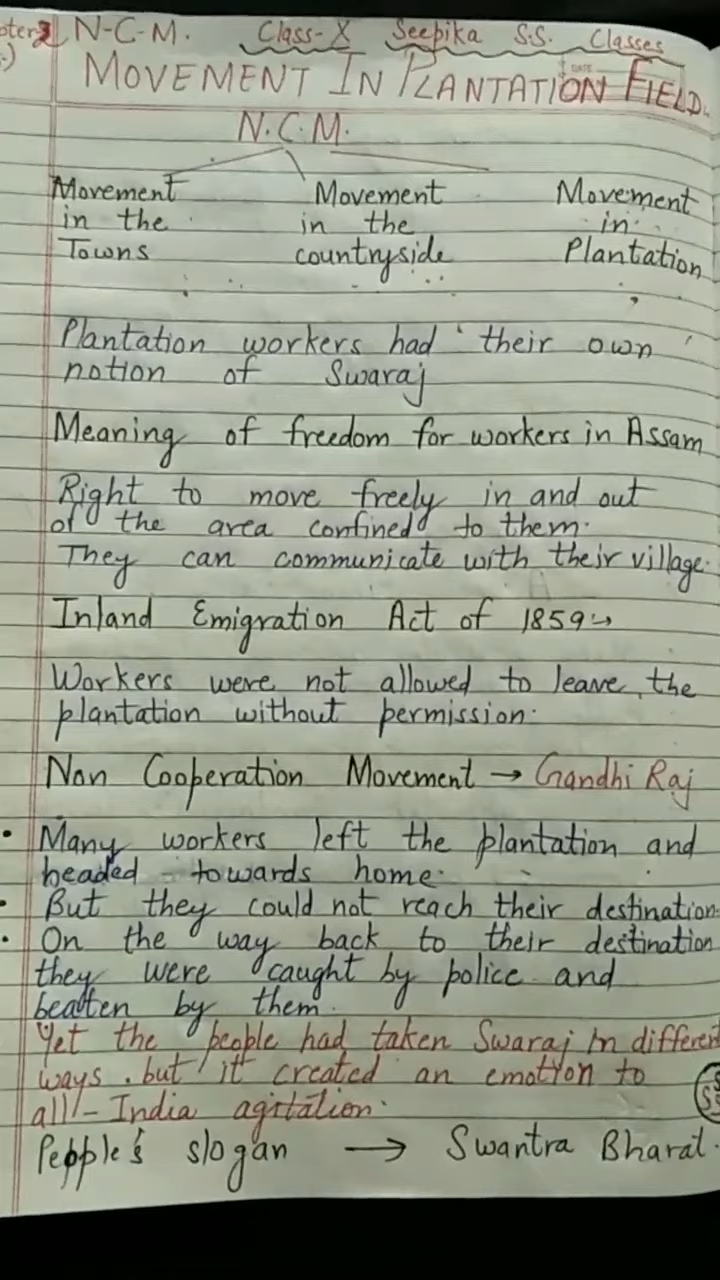 pter-2 N-C-M. Class-X Seepika S.S. Classes
MOVEMENT IN PLANTATION FIELD.
DATE
N.C.M.
Movement Movement Movement
in the in the in
Towns countryside Plantation
Plantation workers had their own
notion of Swaraj
Meaning of freedom for workers in Assam
Right to move freely in and out
of the area confined to them.
They can communicate with their village.
Inland Emigration Act of 1859→
Workers were not allowed to leave the
plantation without permission.
Non Cooperation Movement → Gandhi Raj
• Many workers left the plantation and
headed towards home.
• But they could not reach their destination.
• On the way back to their destination
they were caught by police and
beaten by them.
Yet the people had taken Swaraj in different
ways. but it created an emotion to
all-India agitation.
People's slogan → Swantra Bharat.